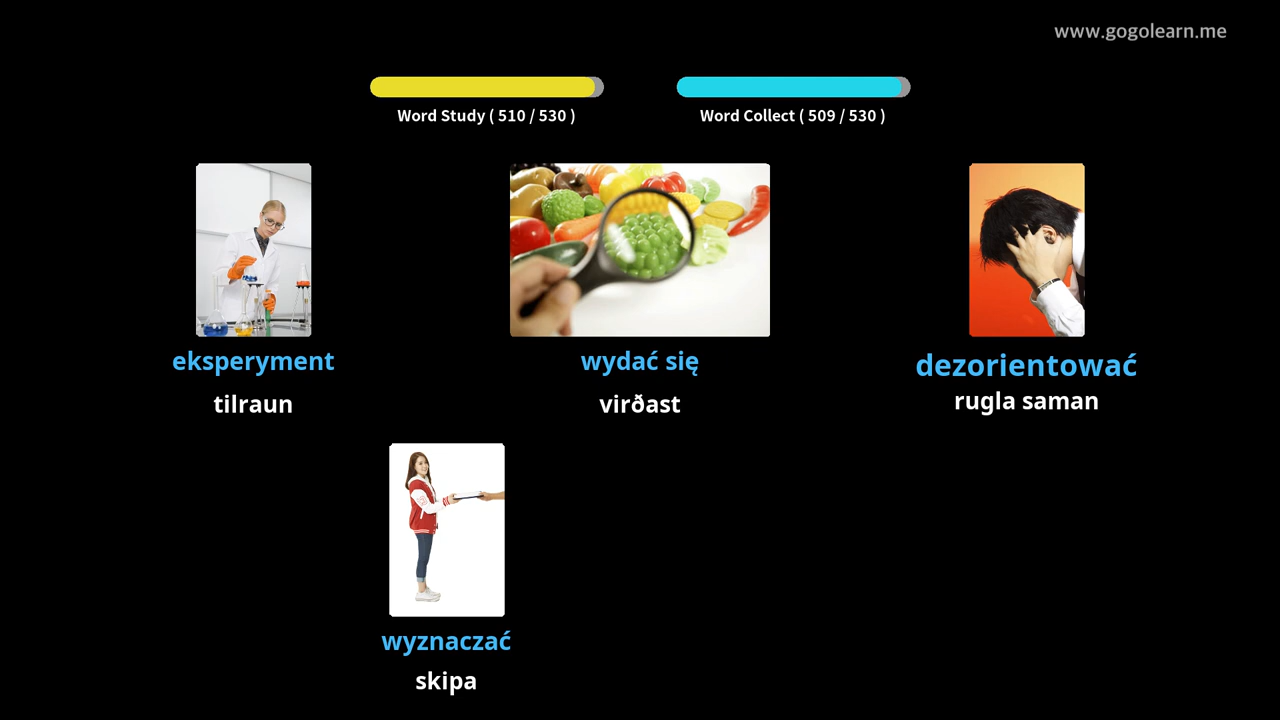 www.gogolearn.me
Word Study ( 510 / 530 )
Word Collect ( 509 / 530 )
eksperyment
tilraun
wydać się
virðast
dezorientować
rugla saman
wyznaczać
skipa